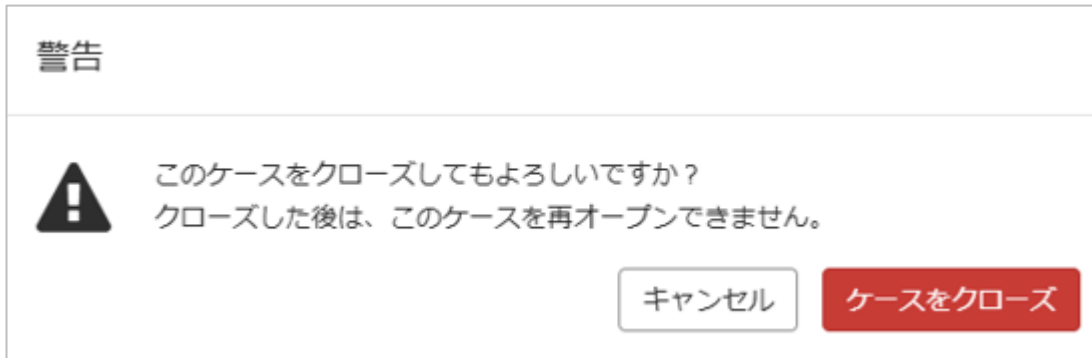 警告
このケースをクローズしてもよろしいですか？
クローズした後は、このケースを再オープンできません。
キャンセル
ケースをクローズ